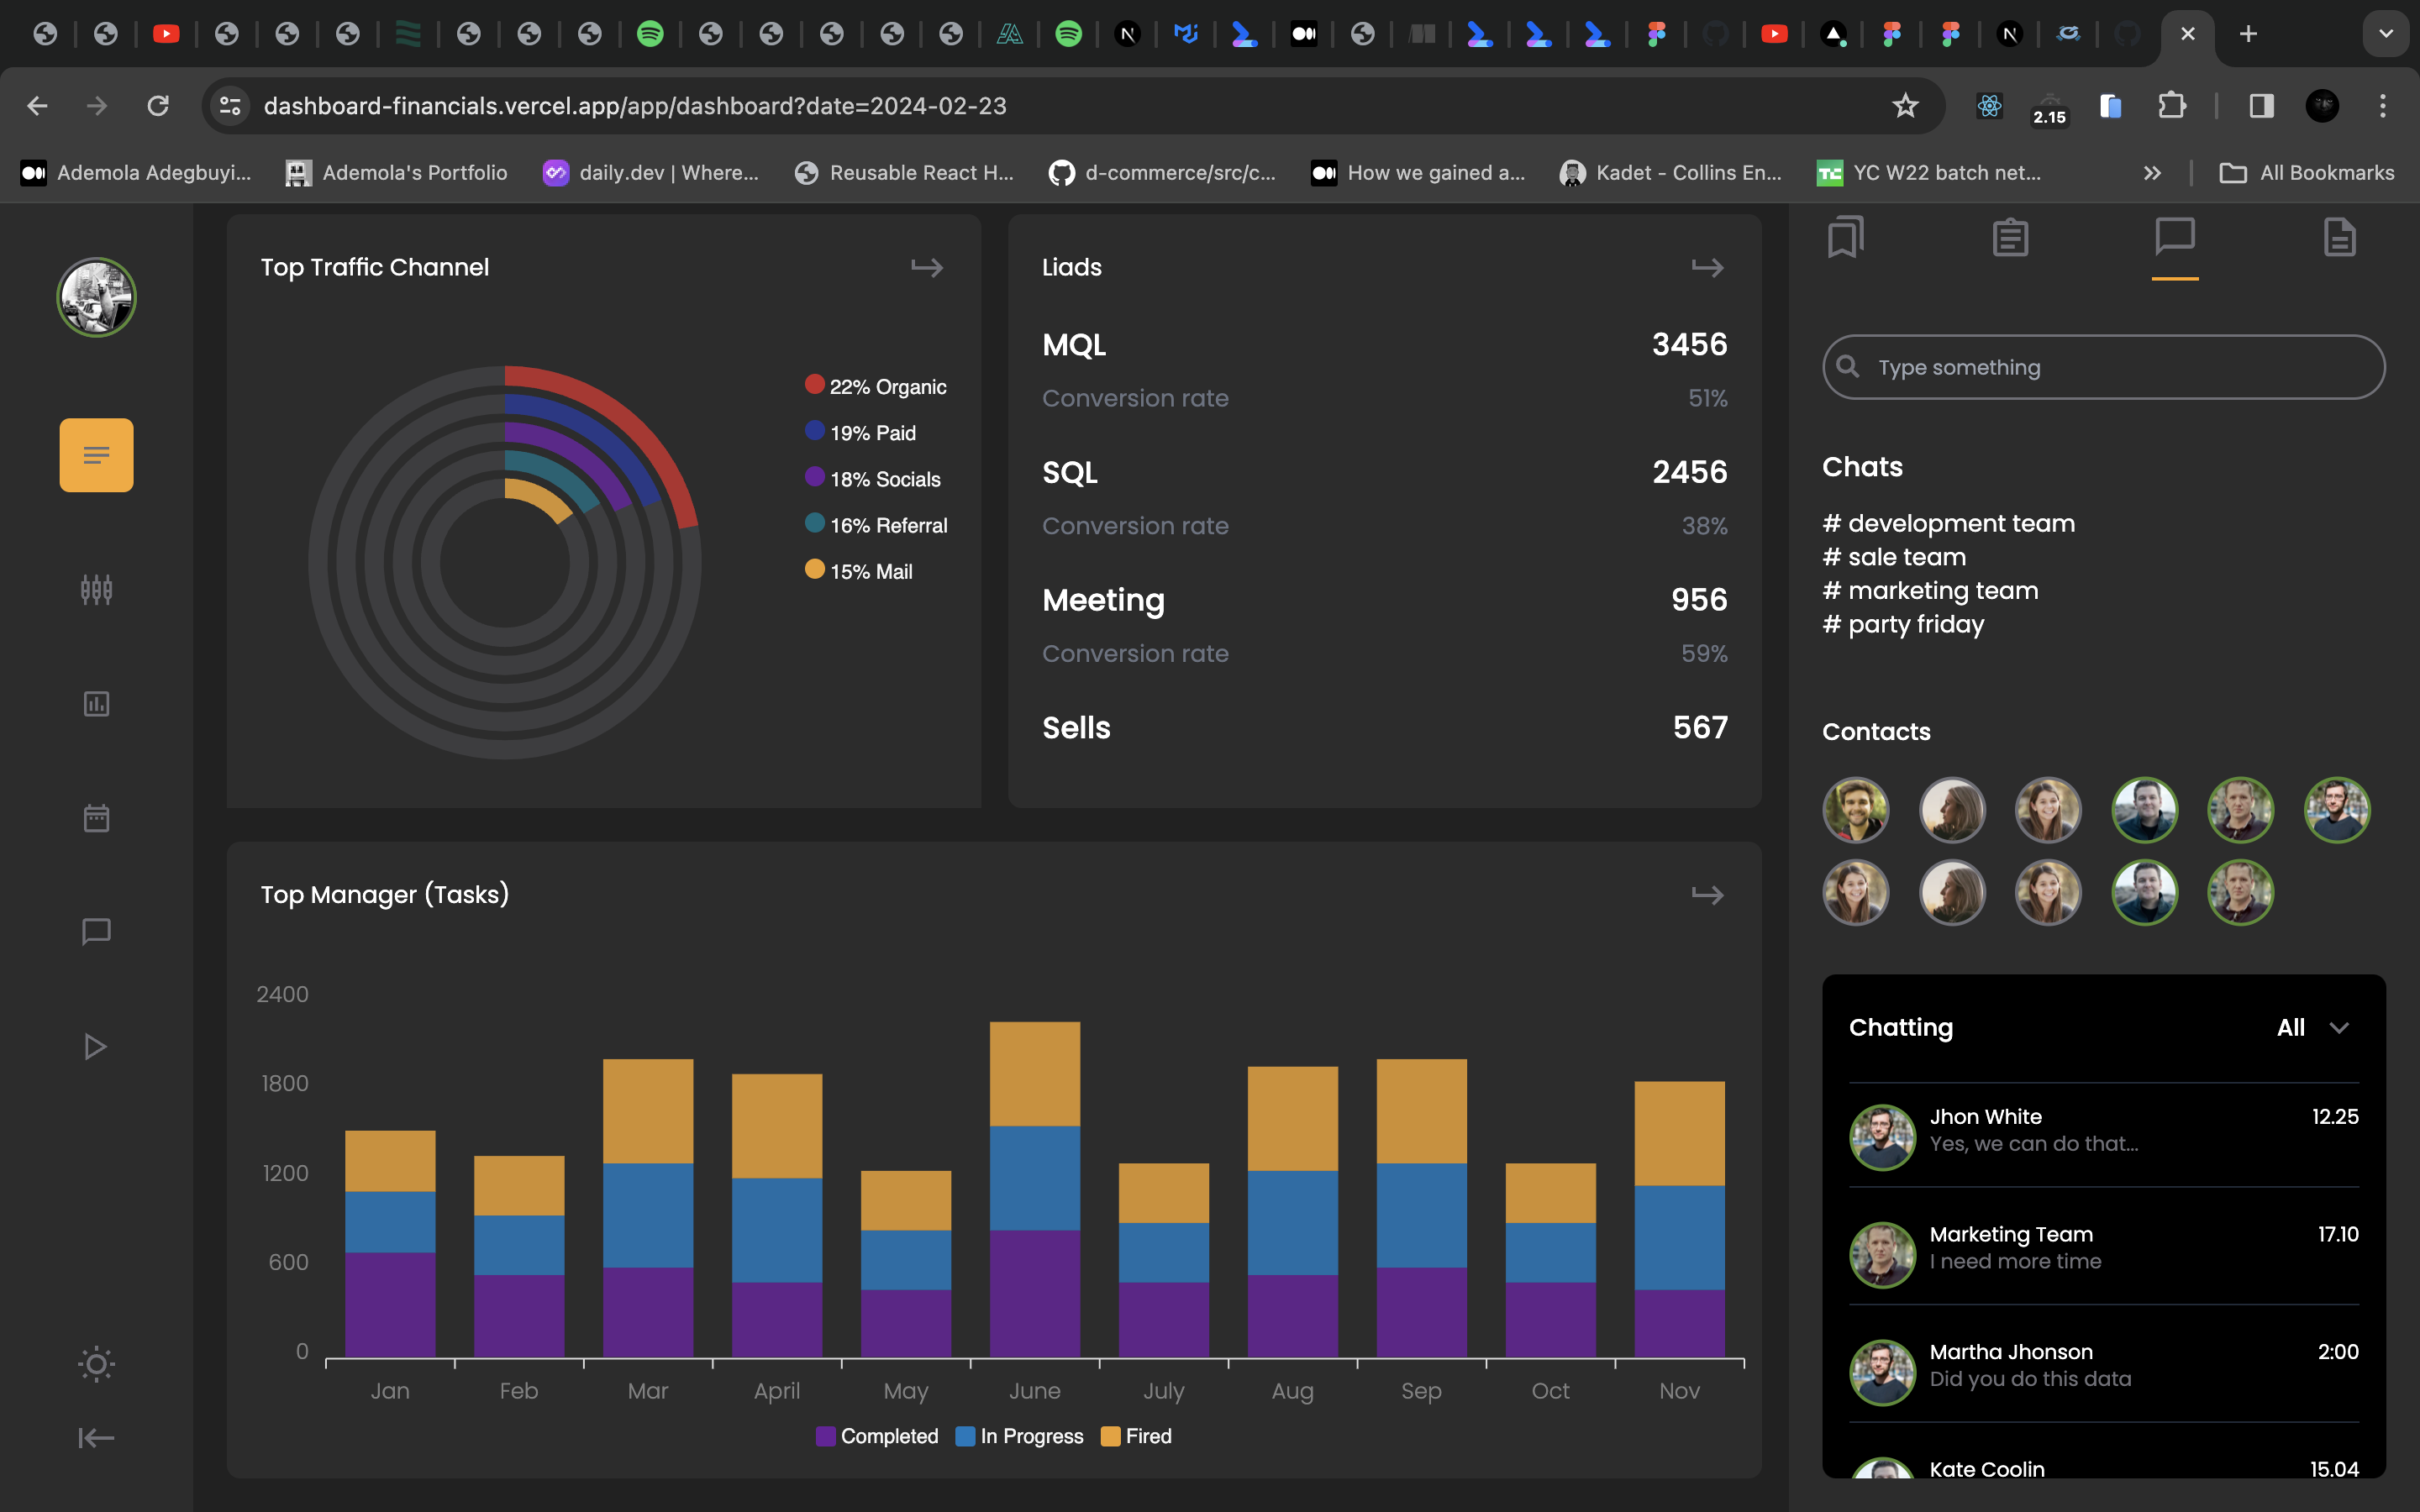 dashboard-financials.vercel.app/app/dashboard?date=2024-02-23
2.15
Ademola Adegbuyi...
Ademola's Portfolio
daily.dev | Where...
Reusable React H...
d-commerce/src/c...
How we gained a...
Kadet - Collins En...
TC YC W22 batch net...
All Bookmarks
Top Traffic Channel
22% Organic
19% Paid
18% Socials
16% Referral
15% Mail
Liads
MQL 3456
Conversion rate 51%
SQL 2456
Conversion rate 38%
Meeting 956
Conversion rate 59%
Sells 567
Top Manager (Tasks)
2400
1800
1200
600
0
Jan Feb Mar April May June July Aug Sep Oct Nov
Completed In Progress Fired
Type something
Chats
# development team
# sale team
# marketing team
# party friday
Contacts
Chatting All
Jhon White 12.25
Yes, we can do that...
Marketing Team 17.10
I need more time
Martha Jhonson 2:00
Did you do this data
Kate Coolin 15.04